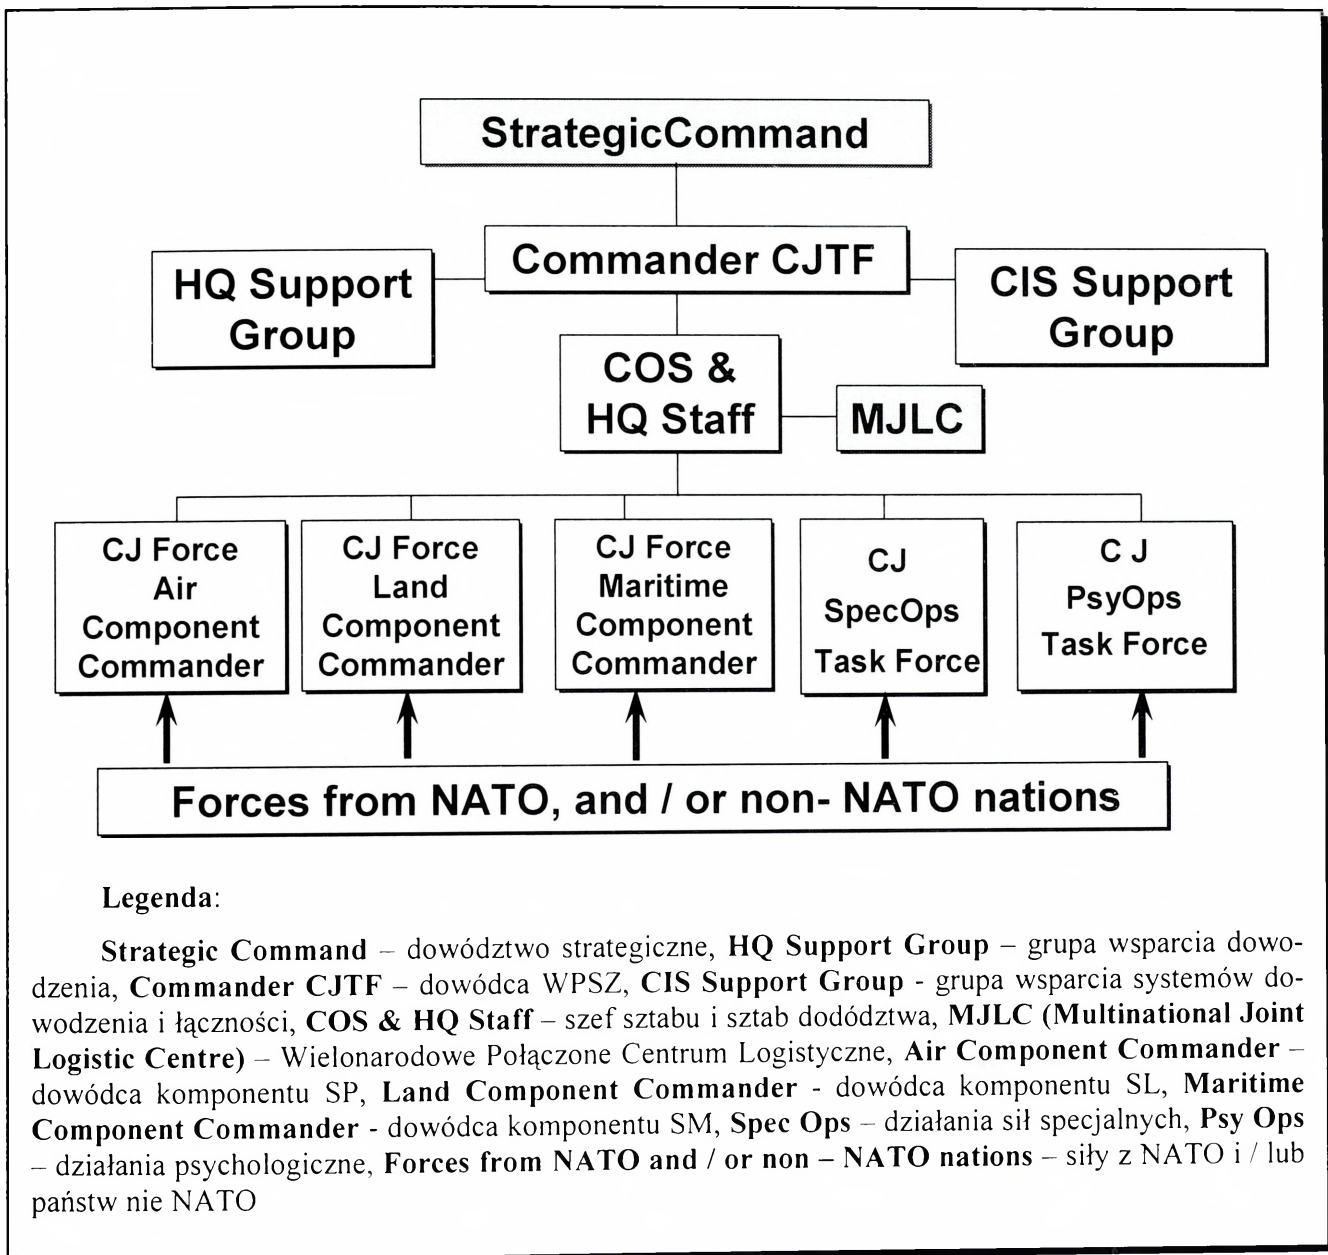 StrategicCommand
Commander CJTF
HQ Support
Group
CIS Support
Group
COS &
HQ Staff
MJLC
CJ Force
Air
Component
Commander
CJ Force
Land
Component
Commander
CJ Force
Maritime
Component
Commander
CJ
SpecOps
Task Force
C J
PsyOps
Task Force
Forces from NATO, and / or non- NATO nations
Legenda:
Strategic Command – dowództwo strategiczne, HQ Support Group – grupa wsparcia dowo-
dzenia, Commander CJTF – dowódca WPSZ, CIS Support Group - grupa wsparcia systemów do-
wodzenia i łączności, COS & HQ Staff – szef sztabu i sztab dodództwa, MJLC (Multinational Joint
Logistic Centre) – Wielonarodowe Połączone Centrum Logistyczne, Air Component Commander –
dowódca komponentu SP, Land Component Commander - dowódca komponentu SL, Maritime
Component Commander - dowódca komponentu SM, Spec Ops – działania sił specjalnych, Psy Ops
– działania psychologiczne, Forces from NATO and / or non – NATO nations – siły z NATO i / lub
państw nie NATO